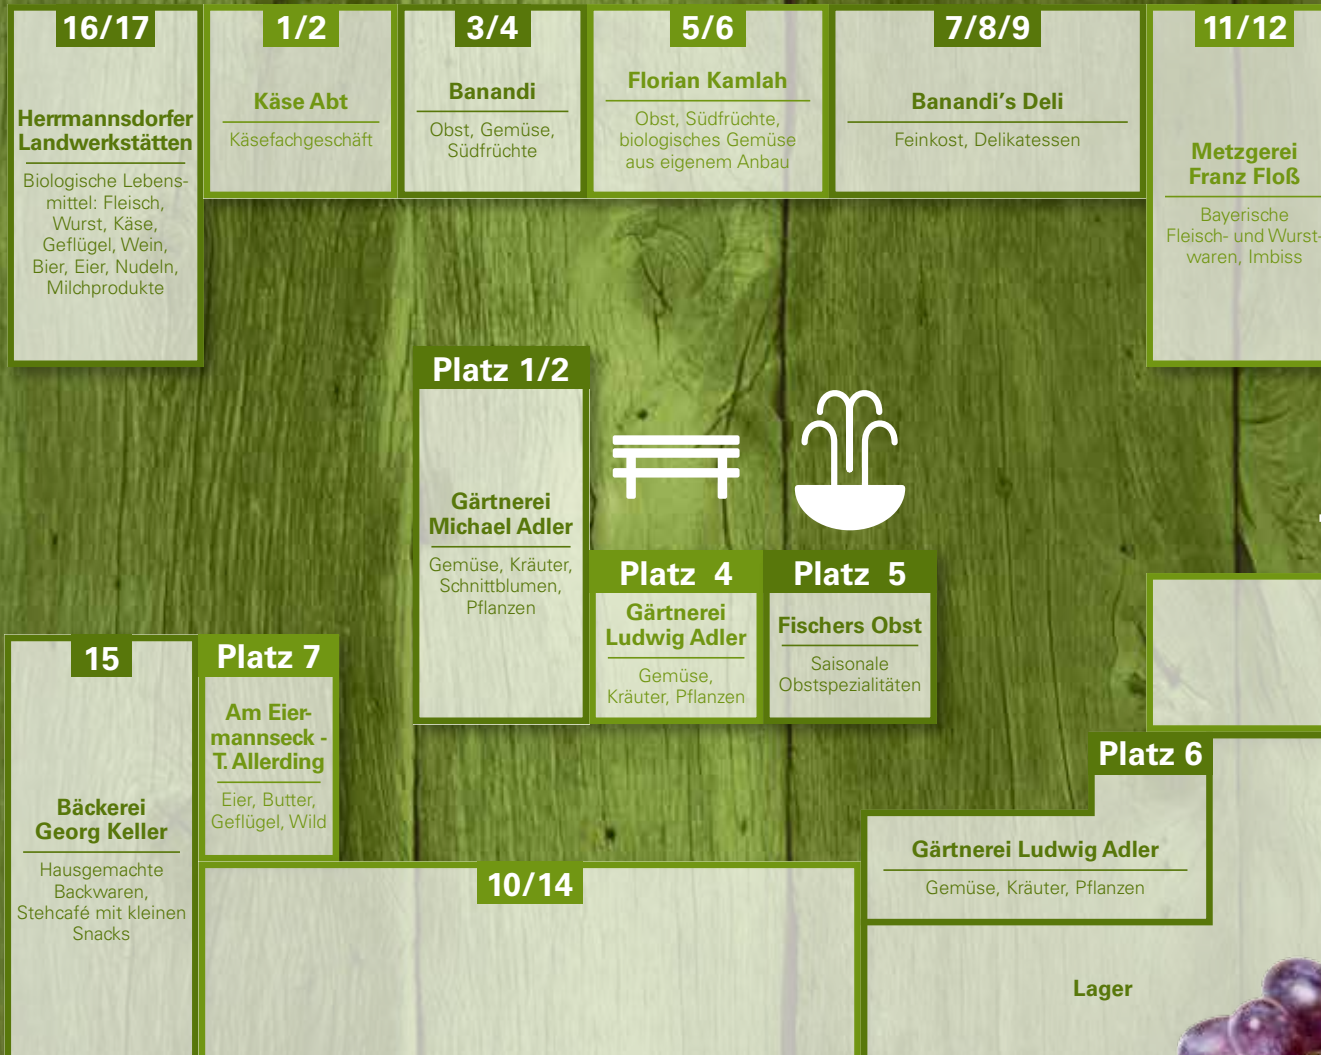 16/17
Herrmannsdorfer
Landwerkstätten
Biologische Lebens-
mittel: Fleisch,
Wurst, Käse,
Geflügel, Wein,
Bier, Eier, Nudeln,
Milchprodukte
1/2
Käse Abt
Käsefachgeschäft
3/4
Banandi
Obst, Gemüse,
Südfrüchte
5/6
Florian Kamlah
Obst, Südfrüchte,
biologisches Gemüse
aus eigenem Anbau
7/8/9
Banandi's Deli
Feinkost, Delikatessen
11/12
Metzgerei
Franz Floß
Bayerische
Fleisch- und Wurst-
waren, Imbiss
Platz 1/2
Gärtnerei
Michael Adler
Gemüse, Kräuter,
Schnittblumen,
Pflanzen
Platz 4
Gärtnerei
Ludwig Adler
Gemüse,
Kräuter, Pflanzen
Platz 5
Fischers Obst
Saisonale
Obstspezialitäten
15
Bäckerei
Georg Keller
Hausgemachte
Backwaren,
Stehcafé mit kleinen
Snacks
Platz 7
Am Eier-
mannseck -
T. Allerding
Eier, Butter,
Geflügel, Wild
10/14
Platz 6
Gärtnerei Ludwig Adler
Gemüse, Kräuter, Pflanzen
Lager